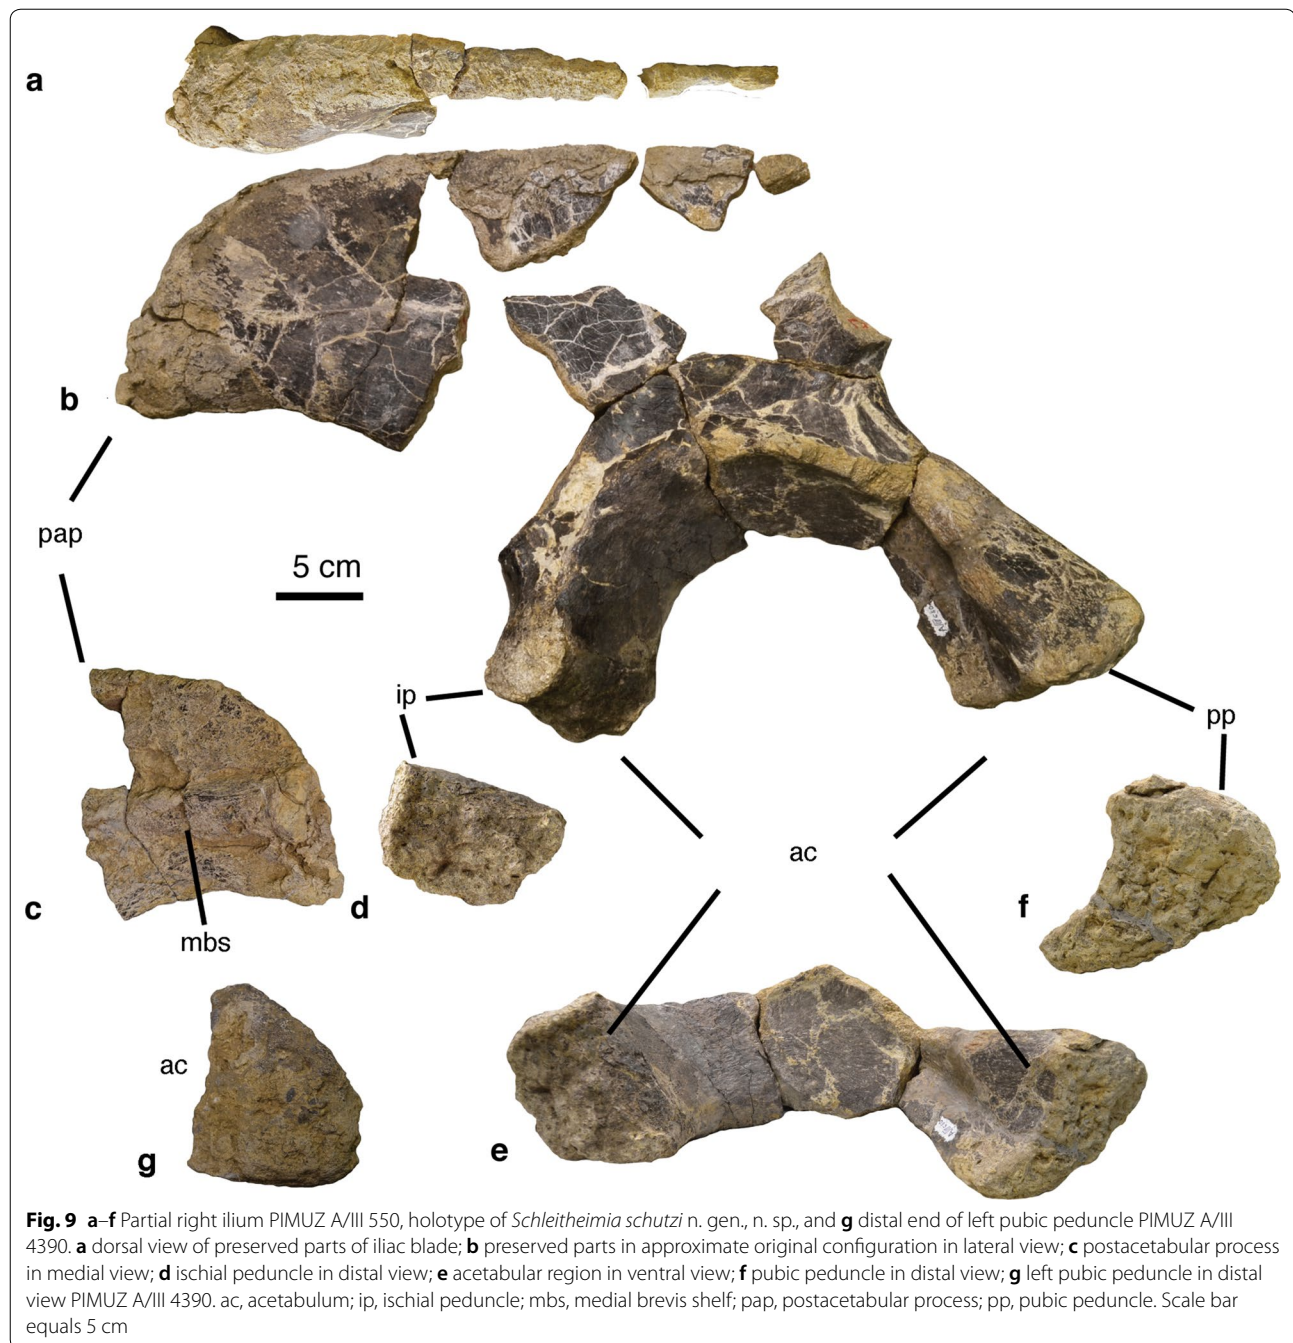 a
b
pap
5 cm
ip
pp
ac
c
d
f
mbs
ac
g
e
Fig. 9 a–f Partial right ilium PIMUZ A/III 550, holotype of Schleitheimia schutzi n. gen., n. sp., and g distal end of left pubic peduncle PIMUZ A/III
4390. a dorsal view of preserved parts of iliac blade; b preserved parts in approximate original configuration in lateral view; c postacetabular process
in medial view; d ischial peduncle in distal view; e acetabular region in ventral view; f pubic peduncle in distal view; g left pubic peduncle in distal
view PIMUZ A/III 4390. ac, acetabulum; ip, ischial peduncle; mbs, medial brevis shelf; pap, postacetabular process; pp, pubic peduncle. Scale bar
equals 5 cm